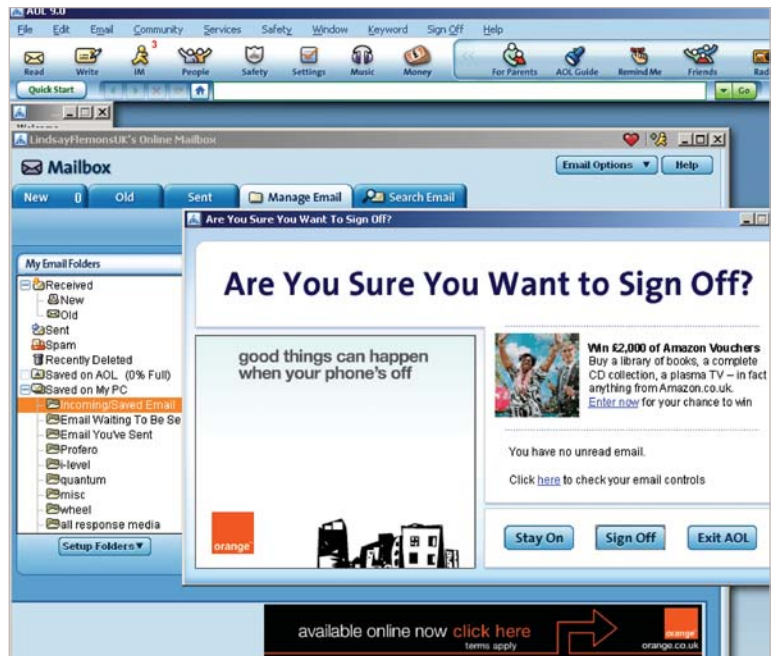 AOL 9.0
File Edit Email Community Services Safety Window Keyword Sign Off Help
3
Read Write IM People Safety Settings Music Money For Parents AOL Guide Remind Me Friends Rad
Quick Start Go
LindsayFlemonsUK's Online Mailbox
Mailbox
Email Options Help
New 0 Old Sent Manage Email Search Email
Are You Sure You Want To Sign Off?
My Email Folders
Received
New
Old
Sent
Spam
Recently Deleted
Saved on AOL (0% Full)
Saved on My PC
Incoming/Saved Email
Email Waiting To Be Se
Email You've Sent
Profero
i-level
quantum
misc
wheel
all response media
Setup Folders
Are You Sure You Want to Sign Off?
good things can happen
when your phone's off
orange
Win £2,000 of Amazon Vouchers
Buy a library of books, a complete
CD collection, a plasma TV – in fact
anything from Amazon.co.uk.
Enter now for your chance to win
You have no unread email.
Click here to check your email controls
Stay On Sign Off Exit AOL
available online now click here
terms apply
orange
orange.co.uk